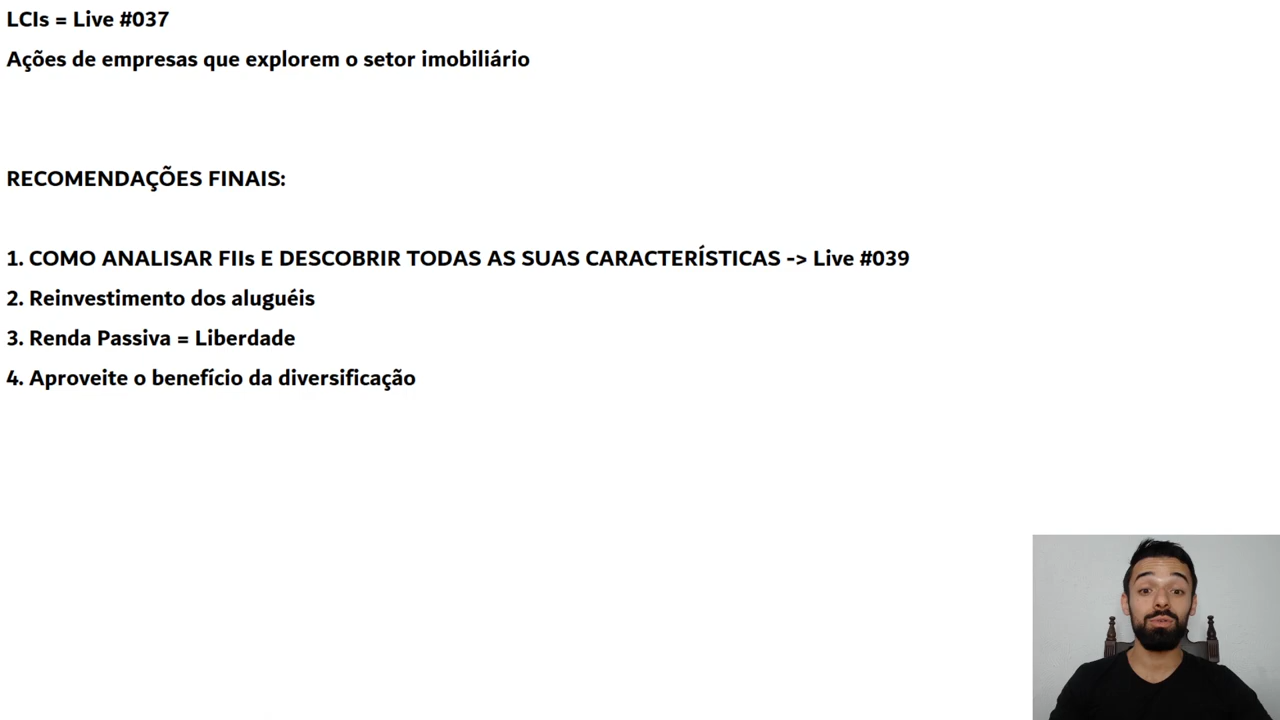 LCIs = Live #037
Ações de empresas que explorem o setor imobiliário
RECOMENDAÇÕES FINAIS:
1. COMO ANALISAR FIIs E DESCOBRIR TODAS AS SUAS CARACTERÍSTICAS -> Live #039
2. Reinvestimento dos aluguéis
3. Renda Passiva = Liberdade
4. Aproveite o benefício da diversificação